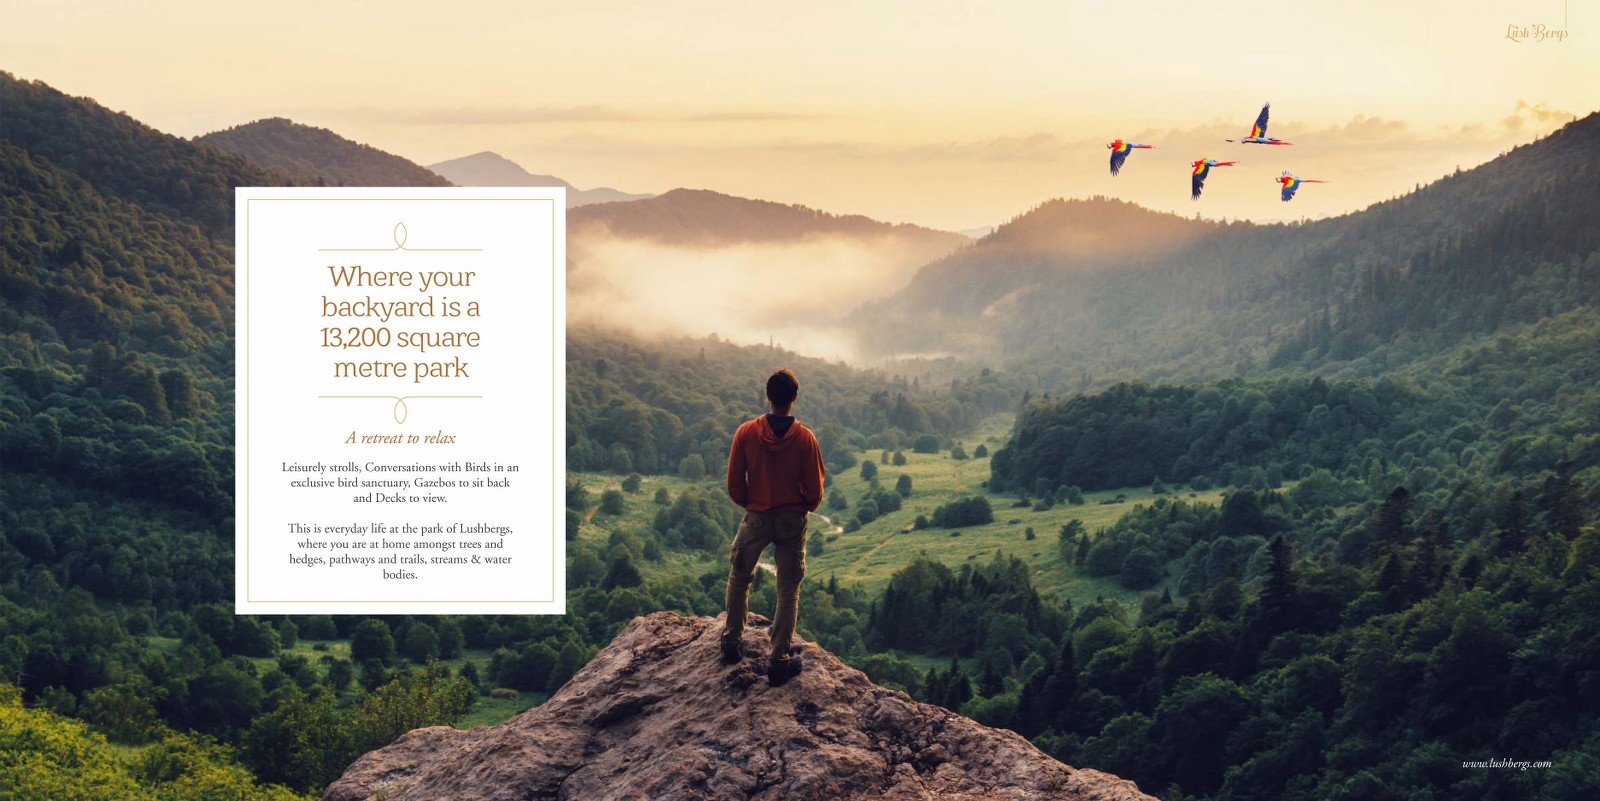 Lush Bergs
Where your
backyard is a
13,200 square
metre park
A retreat to relax
Leisurely strolls, Conversations with Birds in an
exclusive bird sanctuary, Gazebos to sit back
and Decks to view.
This is everyday life at the park of Lushbergs,
where you are at home amongst trees and
hedges, pathways and trails, streams & water
bodies.
www.lushbergs.com